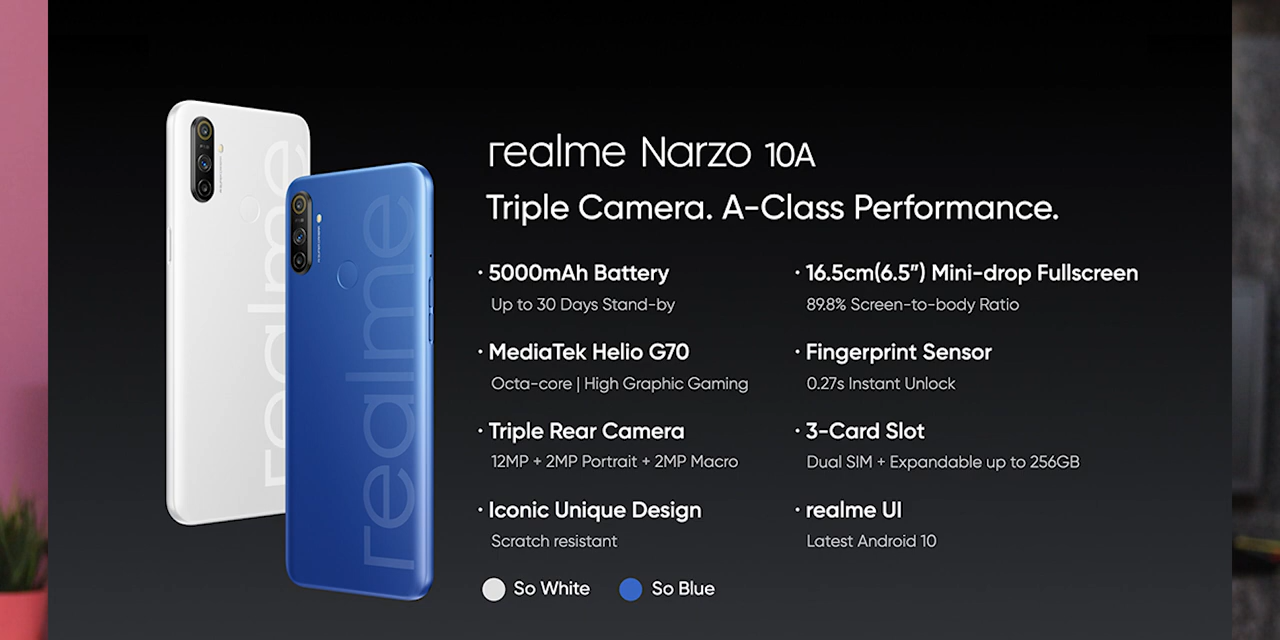 realme Narzo 10A
Triple Camera. A-Class Performance.
· 5000mAh Battery
Up to 30 Days Stand-by
· MediaTek Helio G70
Octa-core | High Graphic Gaming
· Triple Rear Camera
12MP + 2MP Portrait + 2MP Macro
· Iconic Unique Design
Scratch resistant
· 16.5cm(6.5”) Mini-drop Fullscreen
89.8% Screen-to-body Ratio
· Fingerprint Sensor
0.27s Instant Unlock
· 3-Card Slot
Dual SIM + Expandable up to 256GB
· realme UI
Latest Android 10
So White
So Blue
realme
realme